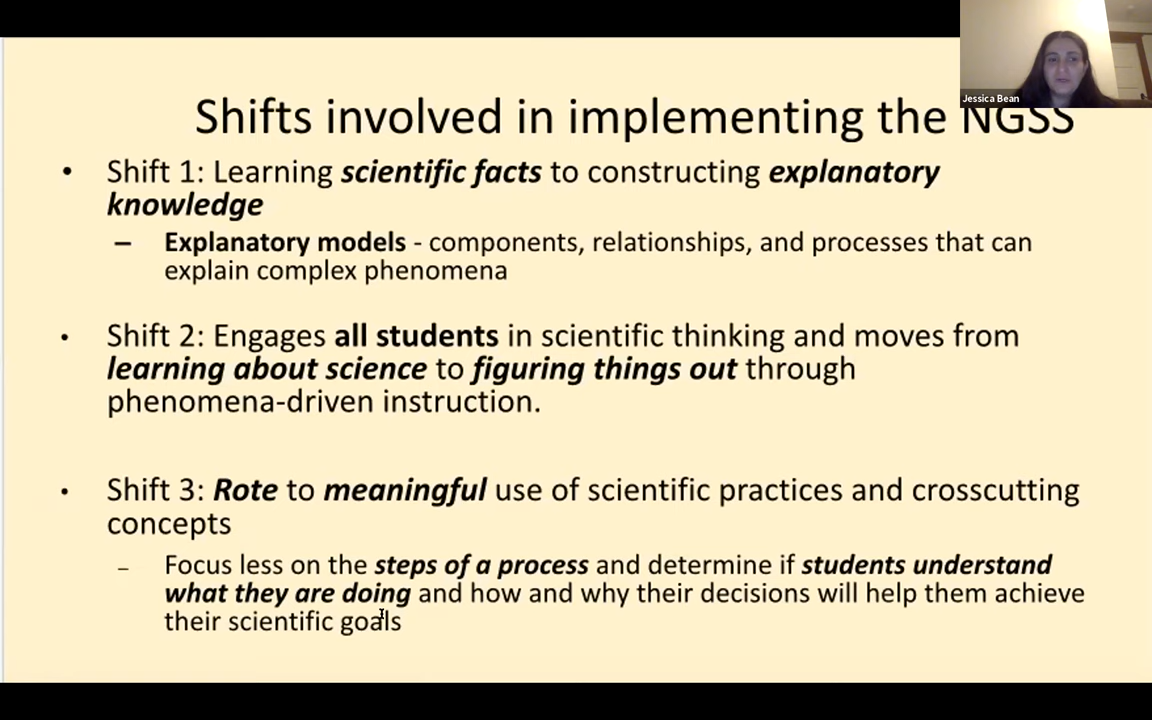 Jessica Bean
Shifts involved in implementing the NGSS
• Shift 1: Learning scientific facts to constructing explanatory
knowledge
– Explanatory models - components, relationships, and processes that can
explain complex phenomena
• Shift 2: Engages all students in scientific thinking and moves from
learning about science to figuring things out through
phenomena-driven instruction.
• Shift 3: Rote to meaningful use of scientific practices and crosscutting
concepts
– Focus less on the steps of a process and determine if students understand
what they are doing and how and why their decisions will help them achieve
their scientific goals